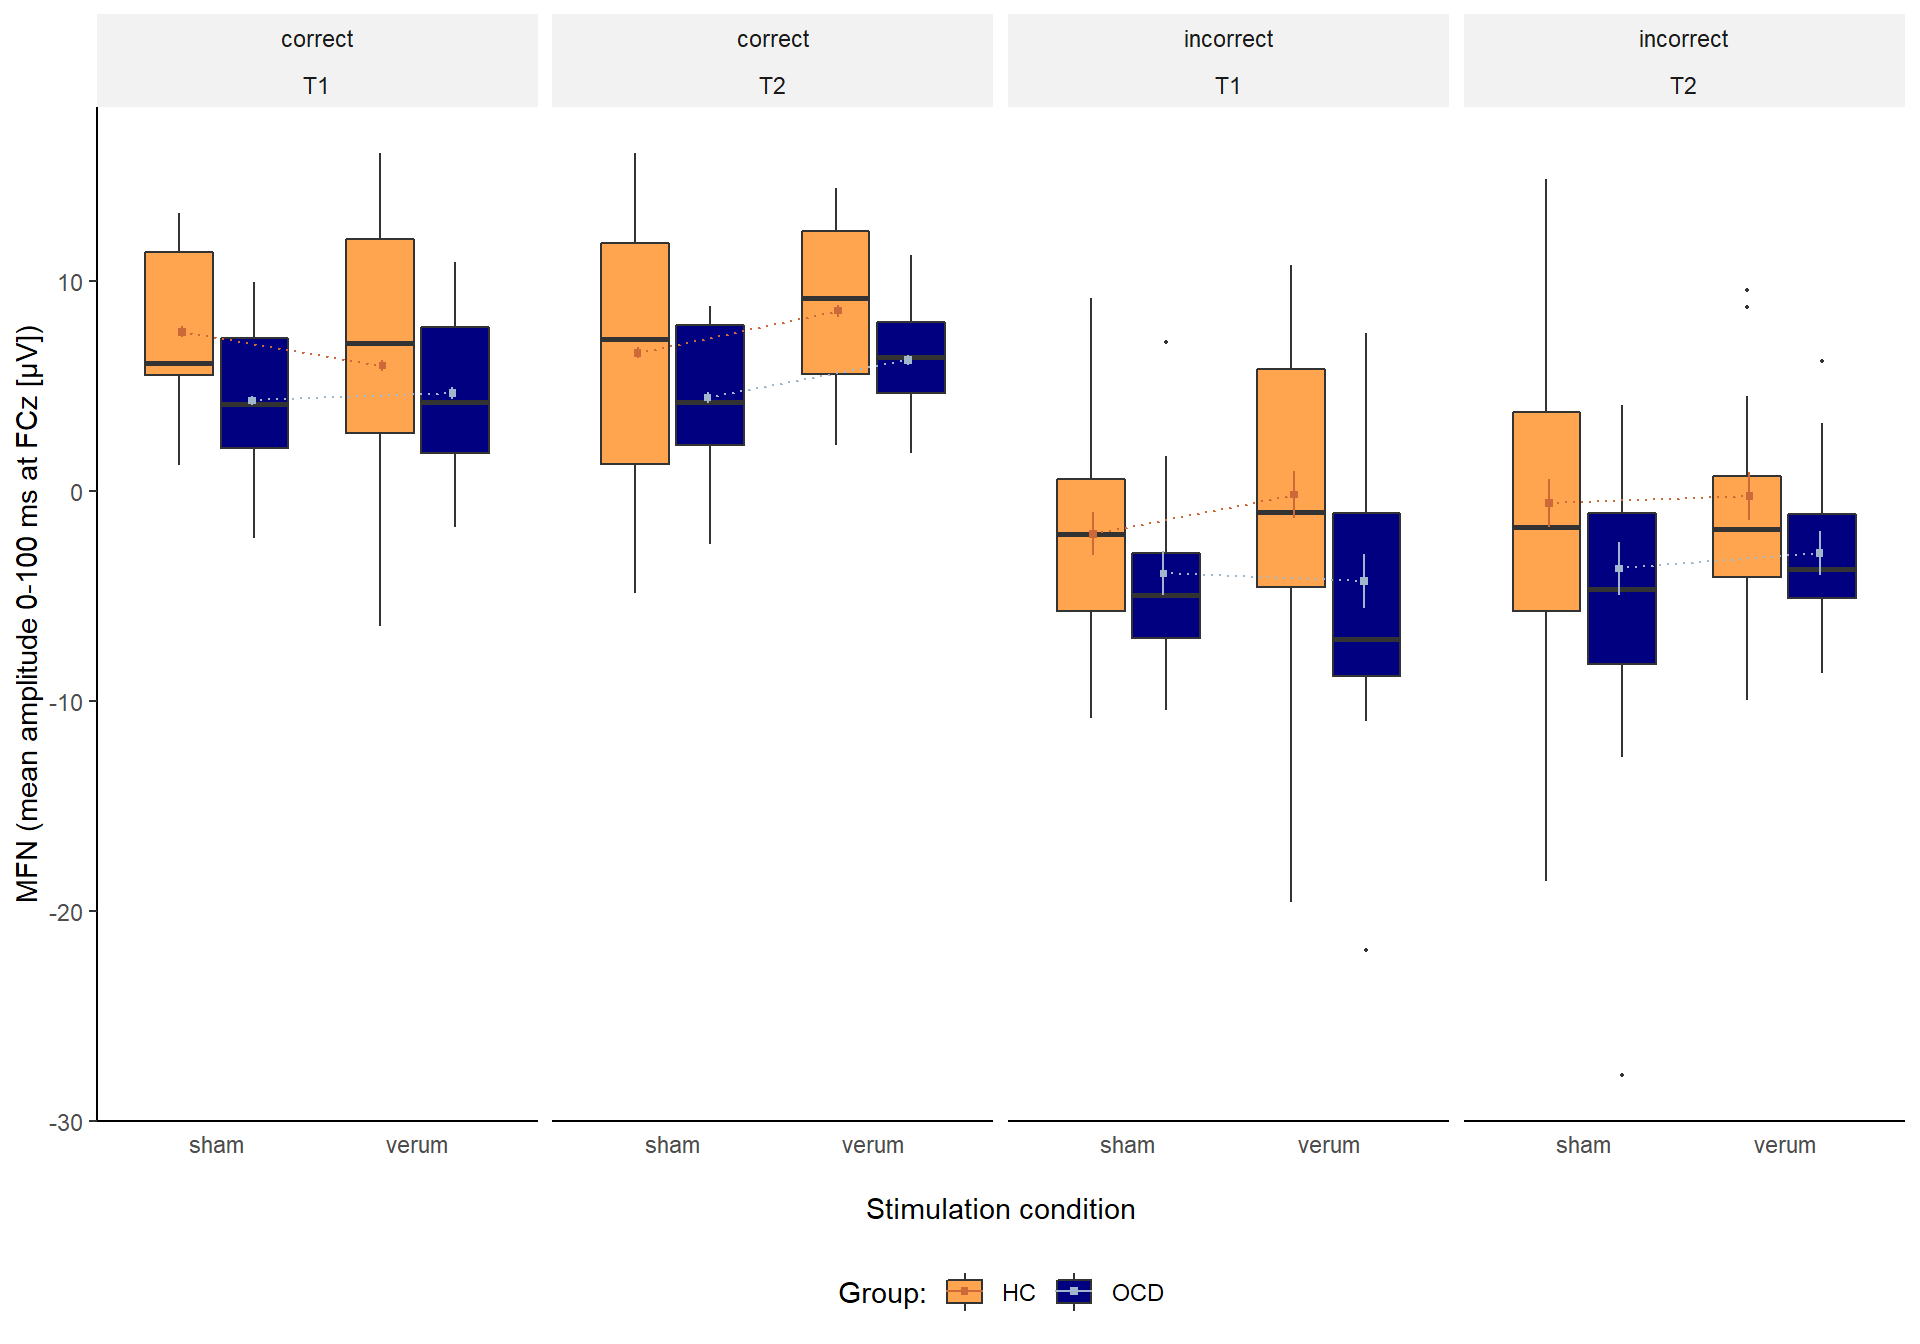 correct correct incorrect incorrect
T1 T2 T1 T2
MFN (mean amplitude 0-100 ms at FCz [µV])
10
0
-10
-20
-30
sham verum sham verum sham verum sham verum
Stimulation condition
Group: HC OCD